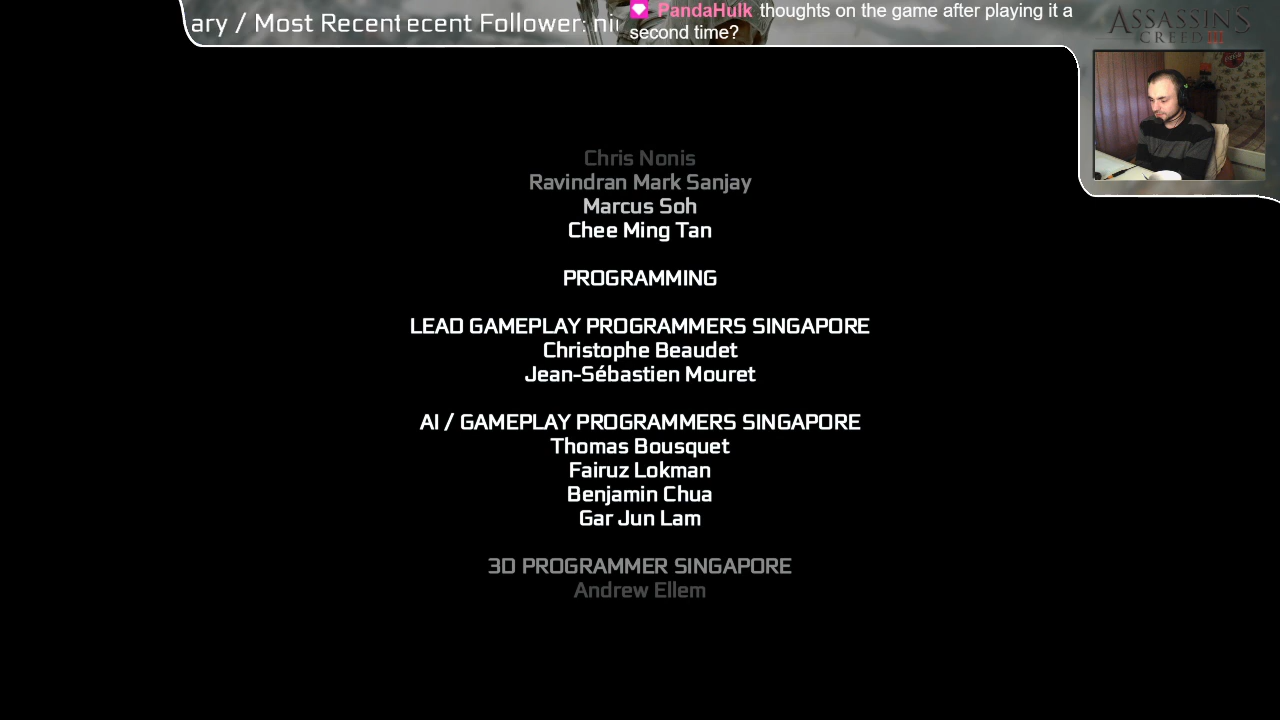 ary / Most Recent ecent Follower: ni
PandaHulk thoughts on the game after playing it a
second time?
ASSASSIN'S
CREED III
Chris Nonis
Ravindran Mark Sanjay
Marcus Soh
Chee Ming Tan
PROGRAMMING
LEAD GAMEPLAY PROGRAMMERS SINGAPORE
Christophe Beaudet
Jean-Sébastien Mouret
AI / GAMEPLAY PROGRAMMERS SINGAPORE
Thomas Bousquet
Fairuz Lokman
Benjamin Chua
Gar Jun Lam
3D PROGRAMMER SINGAPORE
Andrew Ellem